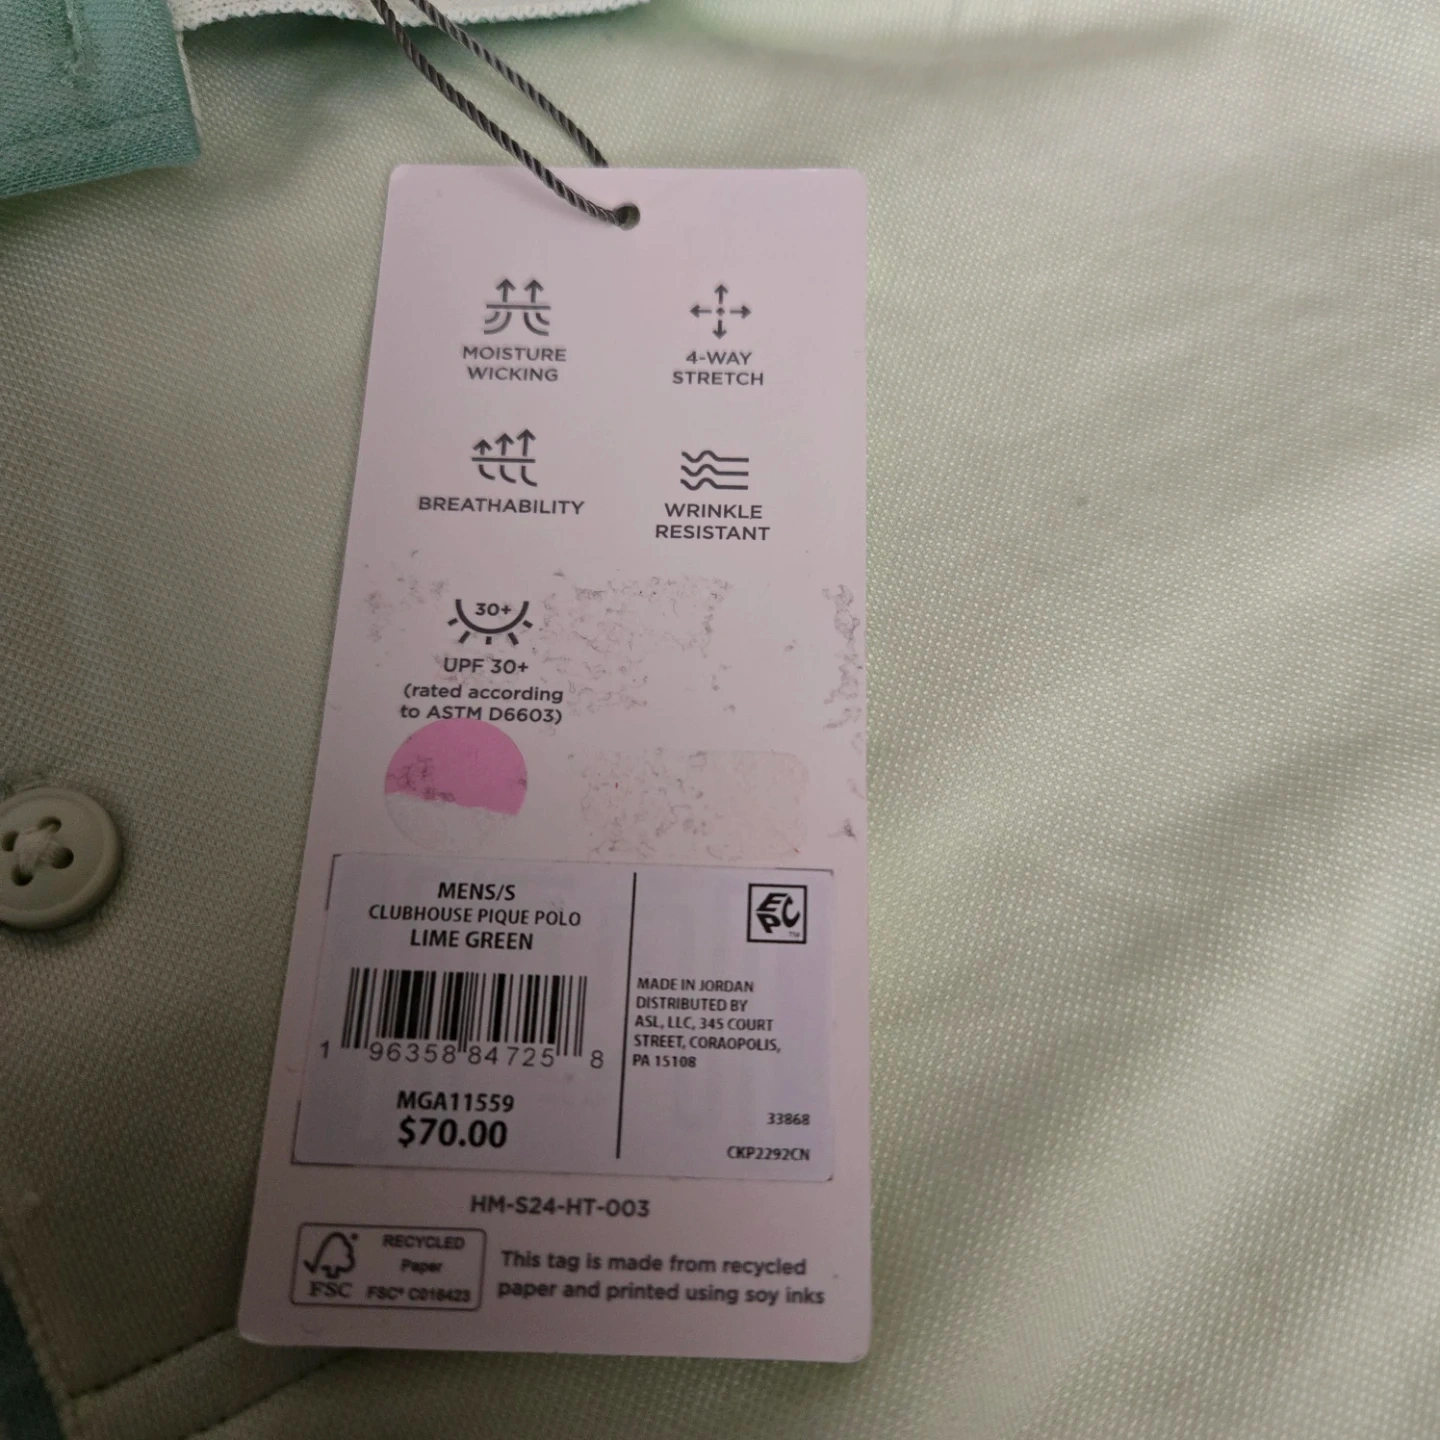 MOISTURE
WICKING
4-WAY
STRETCH
BREATHABILITY
WRINKLE
RESISTANT
30+
UPF 30+
(rated according
to ASTM D6603)
MENS/S
CLUBHOUSE PIQUE POLO
LIME GREEN
1 96358 84725 8
MGA11559
$70.00
EPC™
MADE IN JORDAN
DISTRIBUTED BY
ASL, LLC, 345 COURT
STREET, CORAOPOLIS,
PA 15108
33868
CKP2292CN
HM-S24-HT-003
FSC
RECYCLED
Paper
FSC® C016423
This tag is made from recycled
paper and printed using soy inks